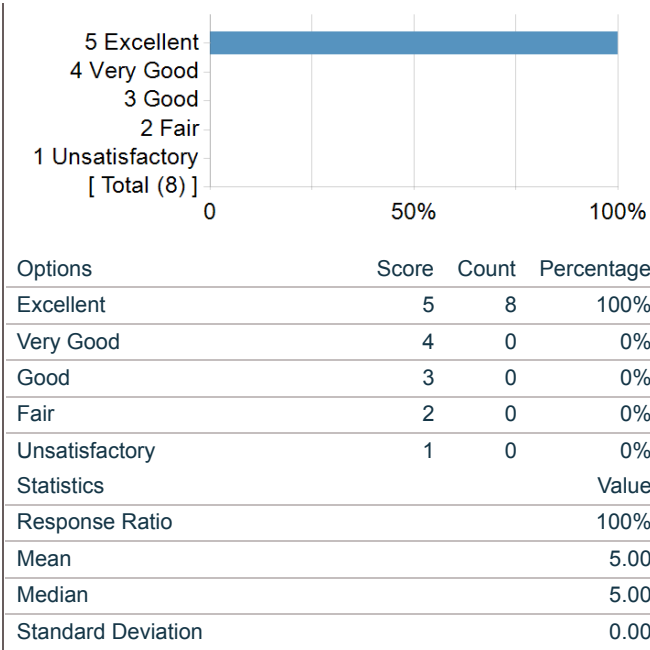 5 Excellent
4 Very Good
3 Good
2 Fair
1 Unsatisfactory
[ Total (8) ]
0 50% 100%
Options Score Count Percentage
Excellent 5 8 100%
Very Good 4 0 0%
Good 3 0 0%
Fair 2 0 0%
Unsatisfactory 1 0 0%
Statistics Value
Response Ratio 100%
Mean 5.00
Median 5.00
Standard Deviation 0.00